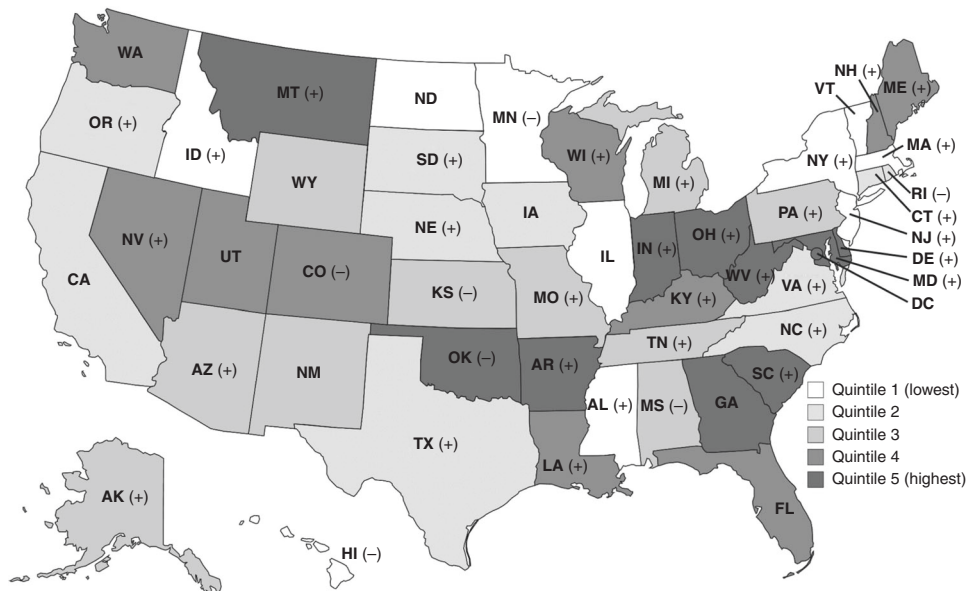 WA
MT (+)
ND
MN (–)
NH (+)
VT
ME (+)
OR (+)
ID (+)
SD (+)
WI (+)
NY (+)
MA (+)
WY
MI (+)
RI (–)
IA
PA (+)
CT (+)
NE (+)
NJ (+)
NV (+)
UT
CO (–)
IL
IN (+)
OH (+)
DE (+)
WV (+)
MD (+)
CA
KS (–)
MO (+)
KY (+)
VA (+)
DC
NC (+)
TN (+)
AZ (+)
NM
OK (–)
AR (+)
SC (+)
AL (+)
MS (–)
GA
TX (+)
LA (+)
FL
AK (+)
HI (–)
Quintile 1 (lowest)
Quintile 2
Quintile 3
Quintile 4
Quintile 5 (highest)